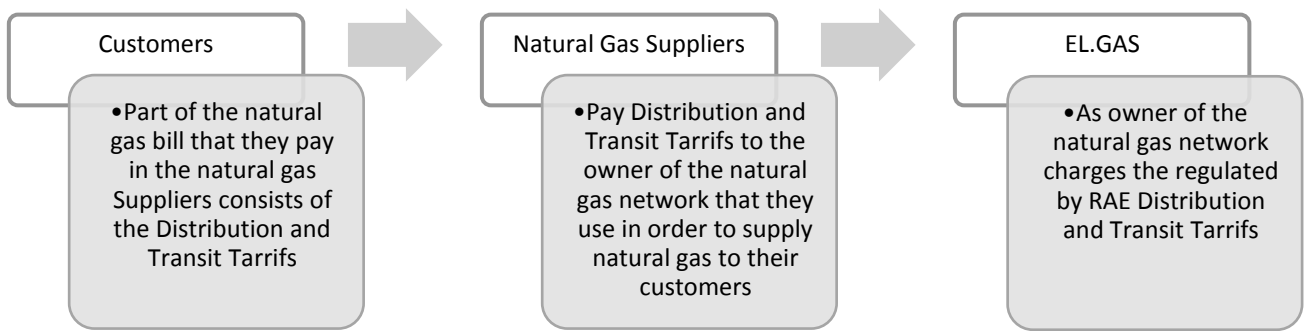 Customers
•Part of the natural
gas bill that they pay
in the natural gas
Suppliers consists of
the Distribution and
Transit Tarrifs
Natural Gas Suppliers
•Pay Distribution and
Transit Tarrifs to the
owner of the natural
gas network that they
use in order to supply
natural gas to their
customers
EL.GAS
•As owner of the
natural gas network
charges the regulated
by RAE Distribution
and Transit Tarrifs